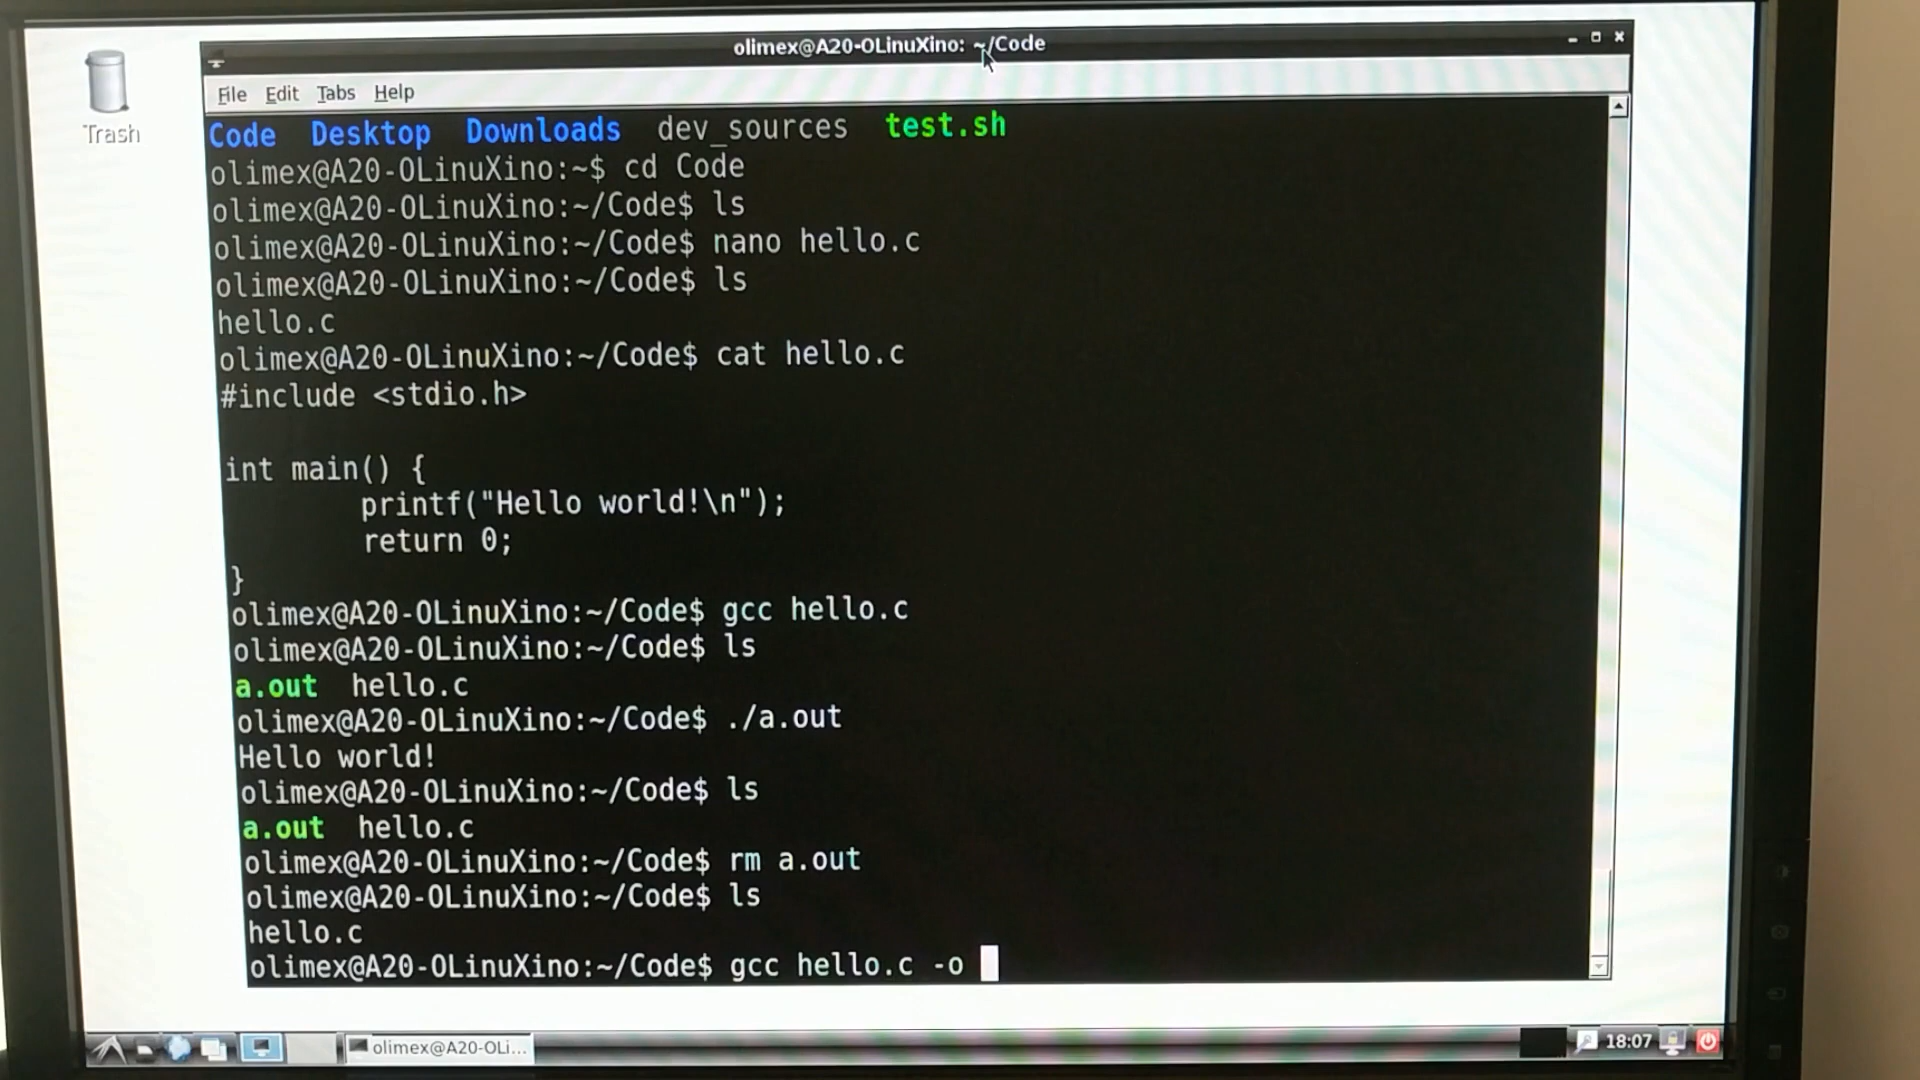 olimex@A20-OLinuXino: ~/Code
File Edit Tabs Help
Trash
Code Desktop Downloads dev_sources test.sh
olimex@A20-OLinuXino:~$ cd Code
olimex@A20-OLinuXino:~/Code$ ls
olimex@A20-OLinuXino:~/Code$ nano hello.c
olimex@A20-OLinuXino:~/Code$ ls
hello.c
olimex@A20-OLinuXino:~/Code$ cat hello.c
#include <stdio.h>

int main() {
        printf("Hello world!\n");
        return 0;
}
olimex@A20-OLinuXino:~/Code$ gcc hello.c
olimex@A20-OLinuXino:~/Code$ ls
a.out hello.c
olimex@A20-OLinuXino:~/Code$ ./a.out
Hello world!
olimex@A20-OLinuXino:~/Code$ ls
a.out hello.c
olimex@A20-OLinuXino:~/Code$ rm a.out
olimex@A20-OLinuXino:~/Code$ ls
hello.c
olimex@A20-OLinuXino:~/Code$ gcc hello.c -o
olimex@A20-OLi... 18:07